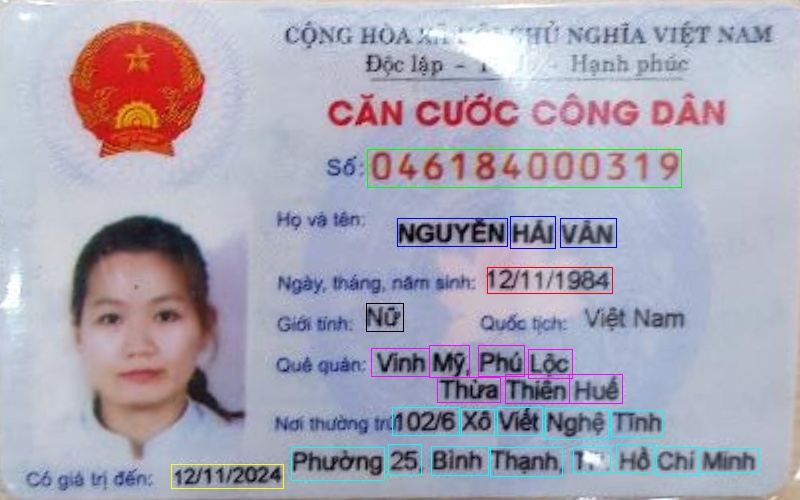 CỘNG HÒA XÃ HỘI CHỦ NGHĨA VIỆT NAM
Độc lập - Tự do - Hạnh phúc
CĂN CƯỚC CÔNG DÂN
Số: 046184000319
Họ và tên:
NGUYỄN HẢI VÂN
Ngày, tháng, năm sinh: 12/11/1984
Giới tính: Nữ Quốc tịch: Việt Nam
Quê quán: Vinh Mỹ, Phú Lộc
Thừa Thiên Huế
Nơi thường trú: 102/6 Xô Viết Nghệ Tĩnh
Phường 25, Bình Thạnh, Hồ Chí Minh
Có giá trị đến: 12/11/2024